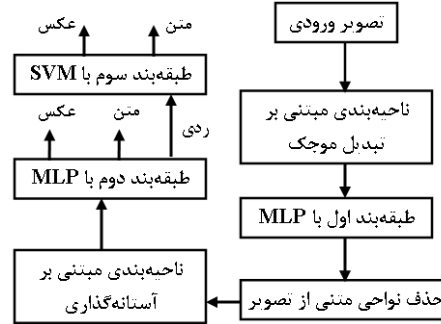 تصویر ورودی
ناحیه‌بندی مبتنی بر
تبدیل موجک
طبقه‌بند اول با MLP
حذف نواحی متنی از تصویر
ناحیه‌بندی مبتنی بر
آستانه‌گذاری
طبقه‌بند دوم با MLP
متن
عکس
ردی
طبقه‌بند سوم با SVM
متن
عکس